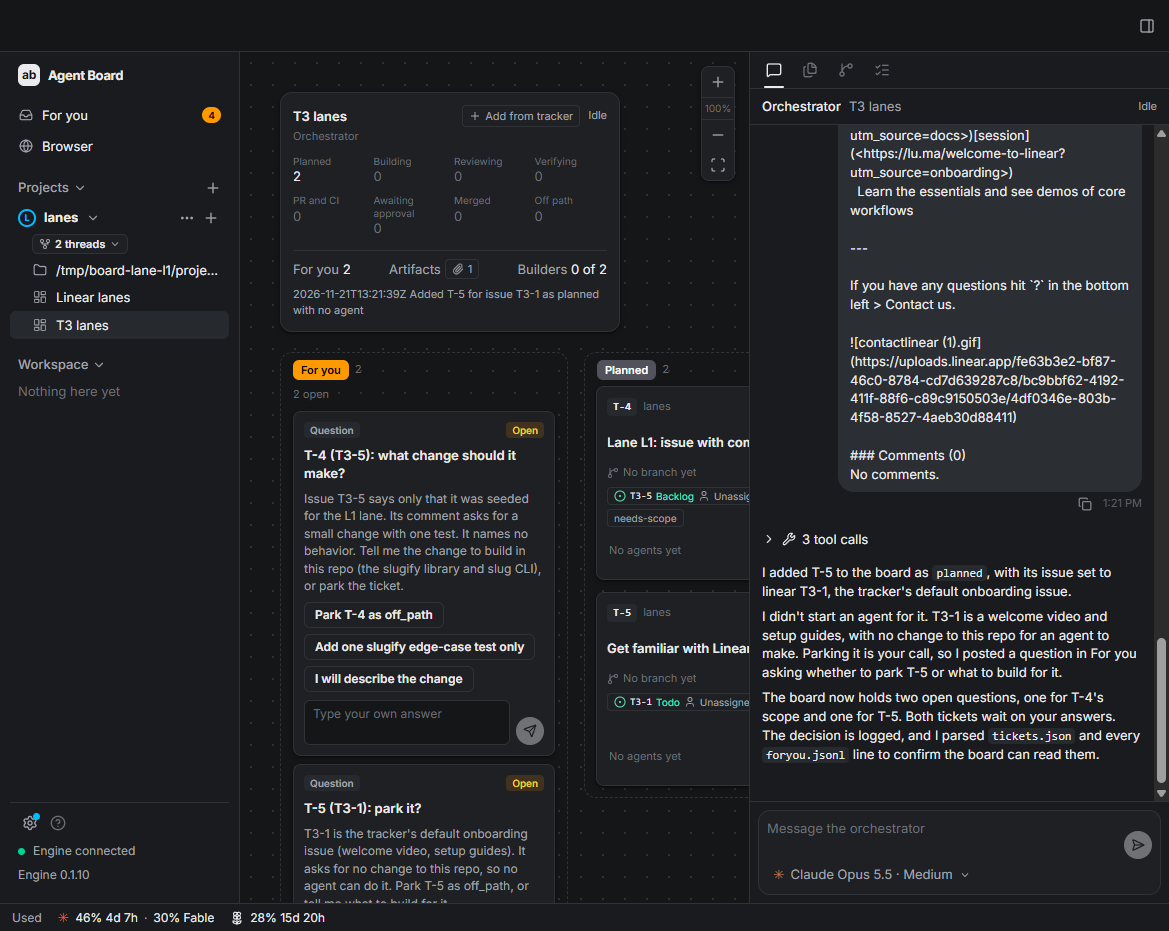 ab Agent Board
For you 4
Browser
Projects
L lanes
2 threads
/tmp/board-lane-l1/proje...
Linear lanes
T3 lanes
Workspace
Nothing here yet
Engine connected
Engine 0.1.10
T3 lanes
Add from tracker
Idle
Orchestrator
Planned
2
Building
0
Reviewing
0
Verifying
0
PR and CI
0
Awaiting
approval
0
Merged
0
Off path
0
For you 2
Artifacts 1
Builders 0 of 2
2026-11-21T13:21:39Z Added T-5 for issue T3-1 as planned
with no agent
100%
For you 2
2 open
Question
Open
T-4 (T3-5): what change should it
make?
Issue T3-5 says only that it was seeded
for the L1 lane. Its comment asks for a
small change with one test. It names no
behavior. Tell me the change to build in
this repo (the slugify library and slug CLI),
or park the ticket.
Park T-4 as off_path
Add one slugify edge-case test only
I will describe the change
Type your own answer
Question
Open
T-5 (T3-1): park it?
T3-1 is the tracker's default onboarding
issue (welcome video, setup guides). It
asks for no change to this repo, so no
agent can do it. Park T-5 as off_path, or
tell me what to build for it.
Planned 2
T-4 lanes
Lane L1: issue with con
No branch yet
T3-5 Backlog Unassig
needs-scope
No agents yet
T-5 lanes
Get familiar with Linear
No branch yet
T3-1 Todo Unassigne
No agents yet
Orchestrator T3 lanes
Idle
utm_source=docs>)[session]
(<https://lu.ma/welcome-to-linear?
utm_source=onboarding>)
Learn the essentials and see demos of core
workflows
---
If you have any questions hit `?` in the bottom
left > Contact us.
![contactlinear (1).gif]
(https://uploads.linear.app/fe63b3e2-bf87-
46c0-8784-cd7d639287c8/bc9bbf62-4192-
411f-88f6-c89c9150503e/4df0346e-803b-
4f58-8527-4aeb30d88411)
### Comments (0)
No comments.
1:21 PM
3 tool calls
I added T-5 to the board as planned, with its issue set to
linear T3-1, the tracker's default onboarding issue.
I didn't start an agent for it. T3-1 is a welcome video and
setup guides, with no change to this repo for an agent to
make. Parking it is your call, so I posted a question in For you
asking whether to park T-5 or what to build for it.
The board now holds two open questions, one for T-4's
scope and one for T-5. Both tickets wait on your answers.
The decision is logged, and I parsed tickets.json and every
foryou.jsonl line to confirm the board can read them.
Message the orchestrator
Claude Opus 5.5 · Medium
Used 46% 4d 7h · 30% Fable 28% 15d 20h